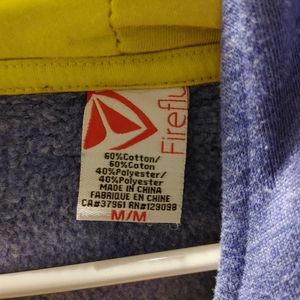 Firefly
60%Cotton/
60%Coton
40%Polyester/
40%Polyester
MADE IN CHINA
FABRIQUE EN CHINE
CA#37961 RN#129098
M/M